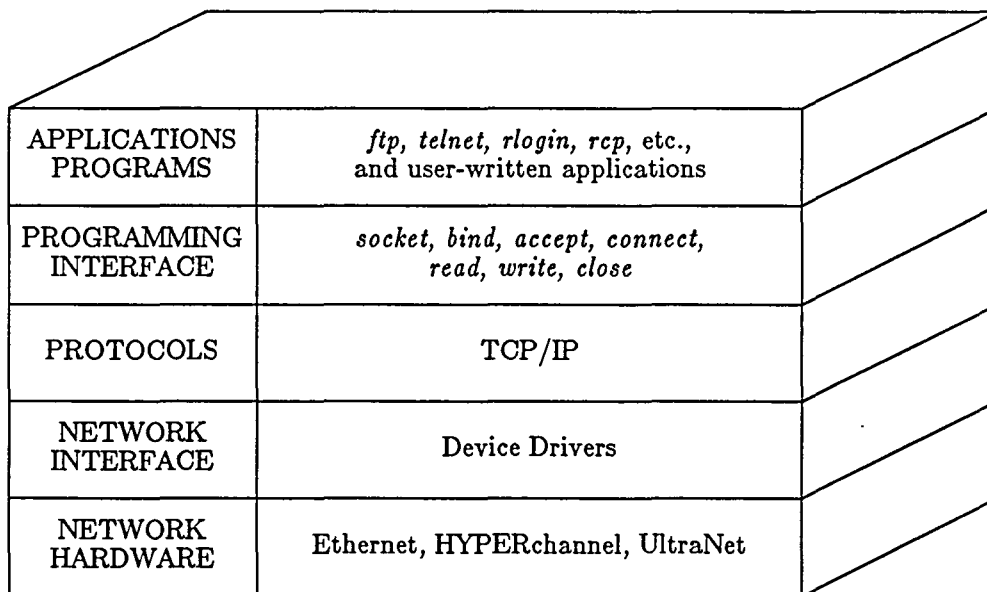 APPLICATIONS PROGRAMS
ftp, telnet, rlogin, rcp, etc.,
and user-written applications
PROGRAMMING INTERFACE
socket, bind, accept, connect,
read, write, close
PROTOCOLS
TCP/IP
NETWORK INTERFACE
Device Drivers
NETWORK HARDWARE
Ethernet, HYPERchannel, UltraNet